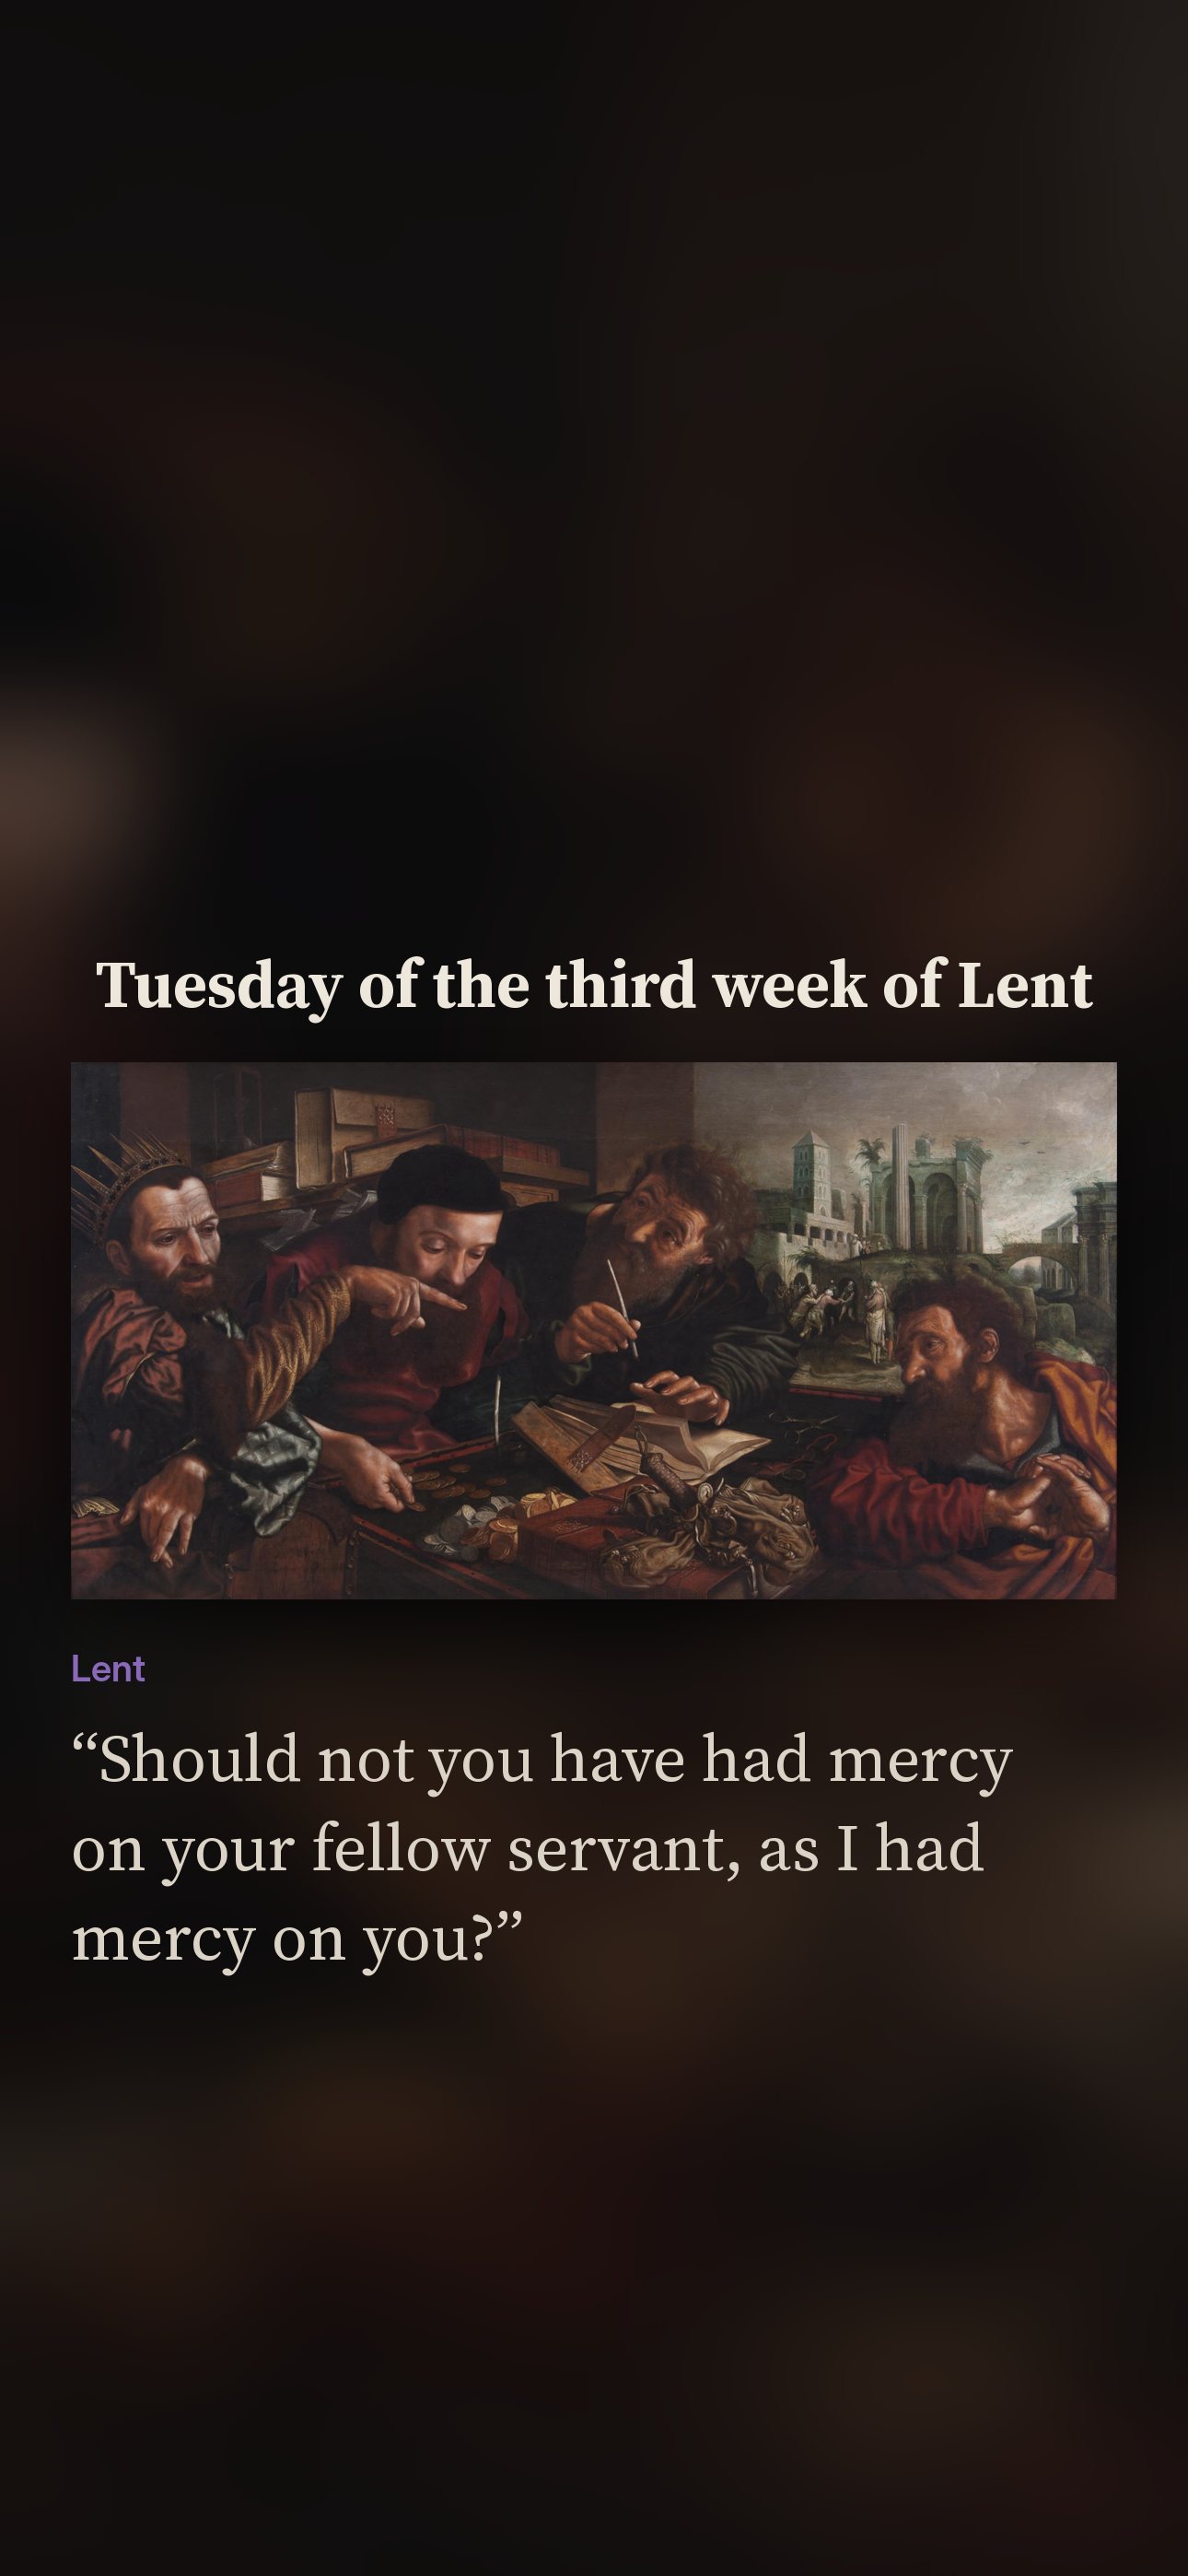 Tuesday of the third week of Lent
Lent
“Should not you have had mercy
on your fellow servant, as I had
mercy on you?”